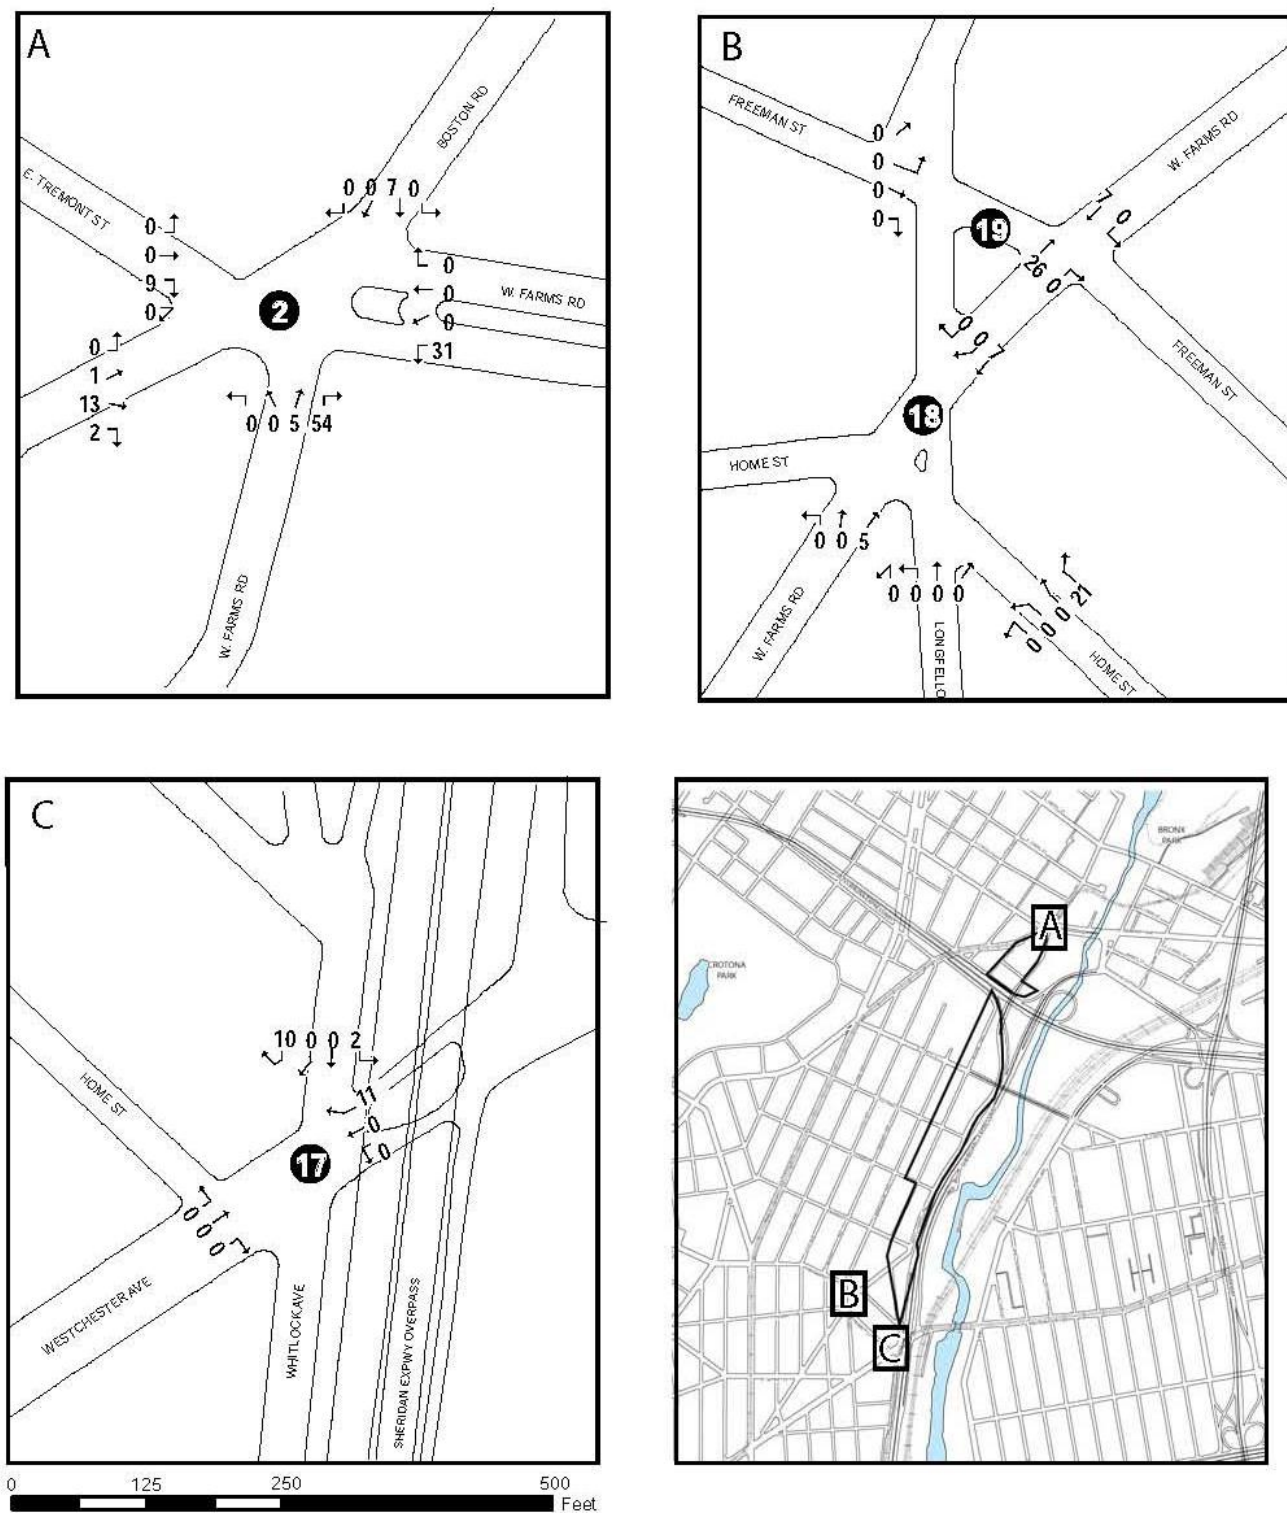 A
BOSTON RD
E. TREMONT ST
0 0 7 0
0
0
9
0
0
0
0
31
W. FARMS RD
2
0
1
13
2
0 0 5 54
W. FARMS RD
B
FREEMAN ST
W. FARMS RD
0
0
0
0
7 0
19
26 0
0 0 7
FREEMAN ST
18
HOME ST
0 0 5
0 0 0 0
0 0 0 21
W. FARMS RD
LONGFELLO
HOME ST
C
10 0 0 2
HOME ST
11
0
0
17
0 0 0
WESTCHESTER AVE
WHITLOCK AVE
SHERIDAN EXPWY OVERPASS
BRONX
PARK
A
CROTONA
PARK
B
C
0 125 250 500
Feet